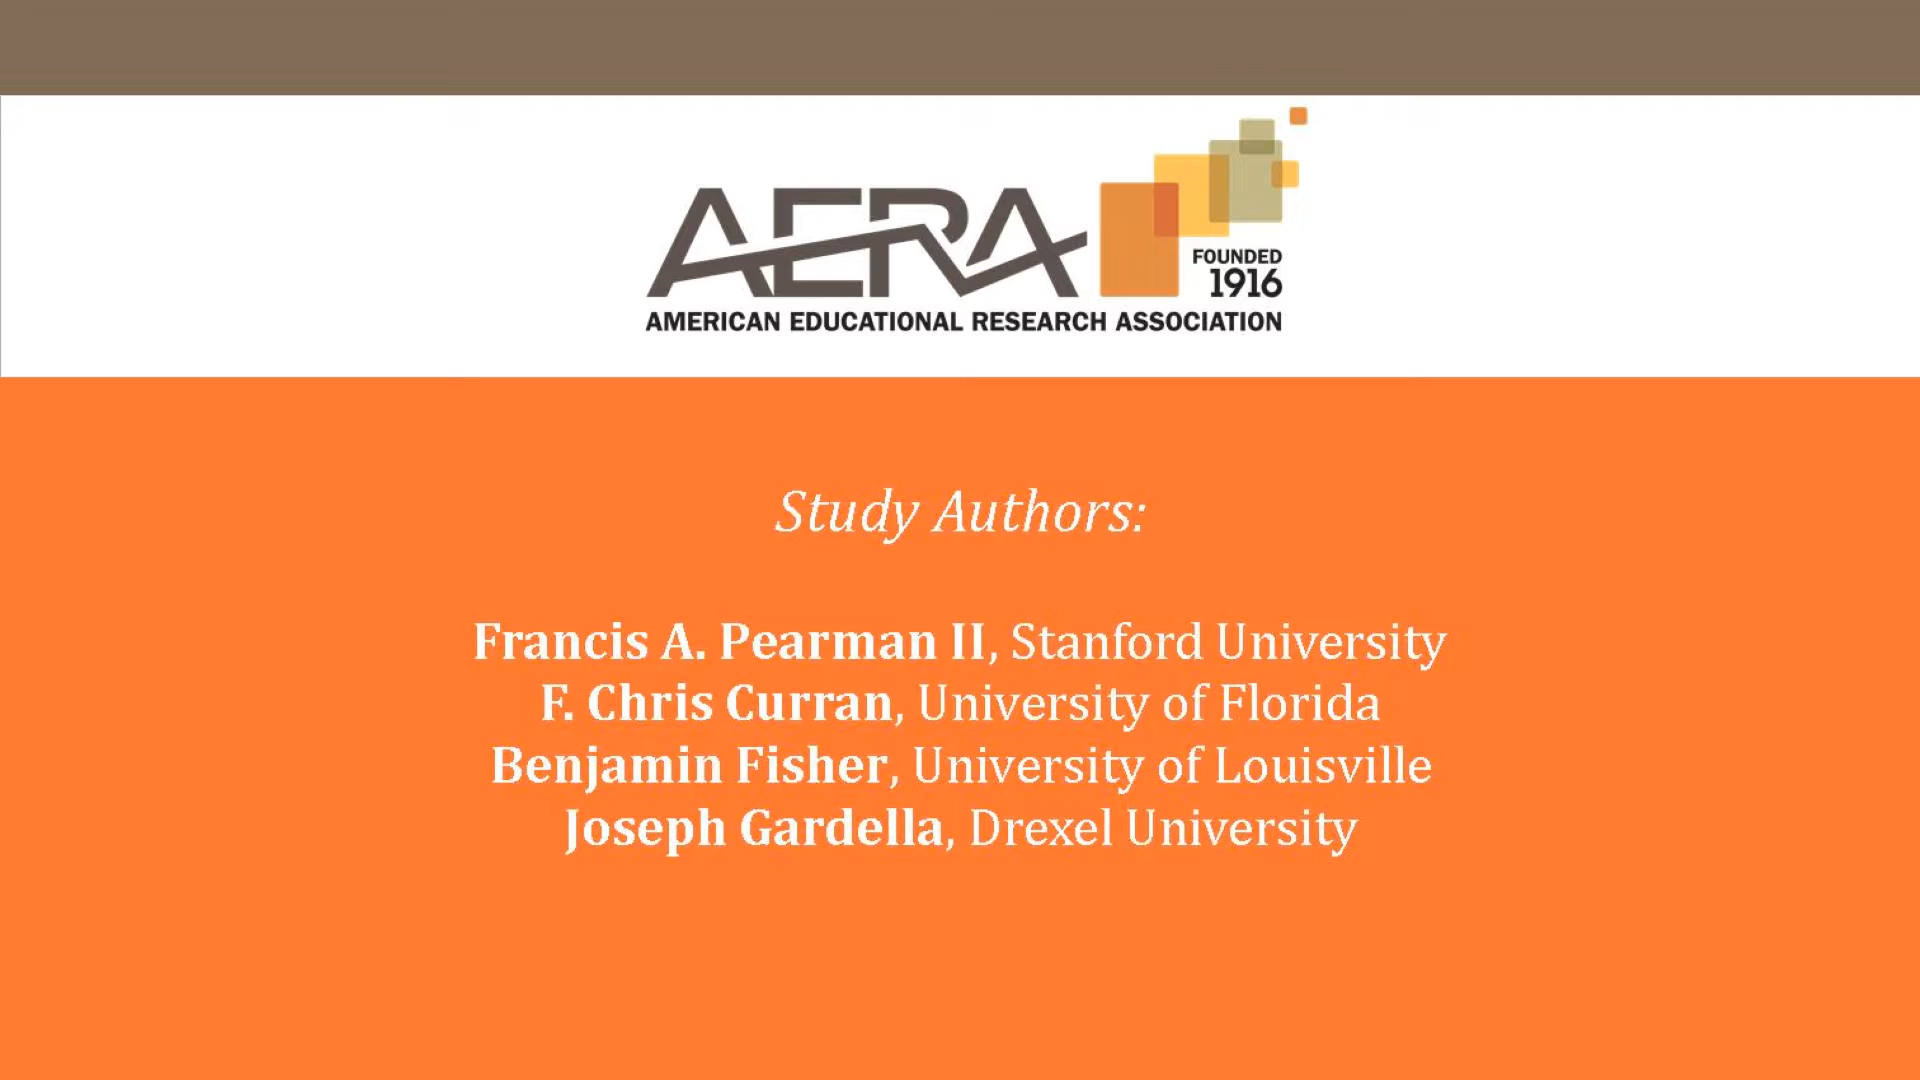 AERA
FOUNDED
1916
AMERICAN EDUCATIONAL RESEARCH ASSOCIATION
Study Authors:
Francis A. Pearman II, Stanford University
F. Chris Curran, University of Florida
Benjamin Fisher, University of Louisville
Joseph Gardella, Drexel University